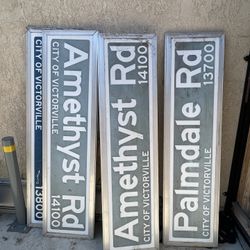 CITY OF VICTORVILLE
13800
Amethyst Rd
CITY OF VICTORVILLE
14100
Amethyst Rd
14100
CITY OF VICTORVILLE
Palmdale Rd
13700
CITY OF VICTORVILLE